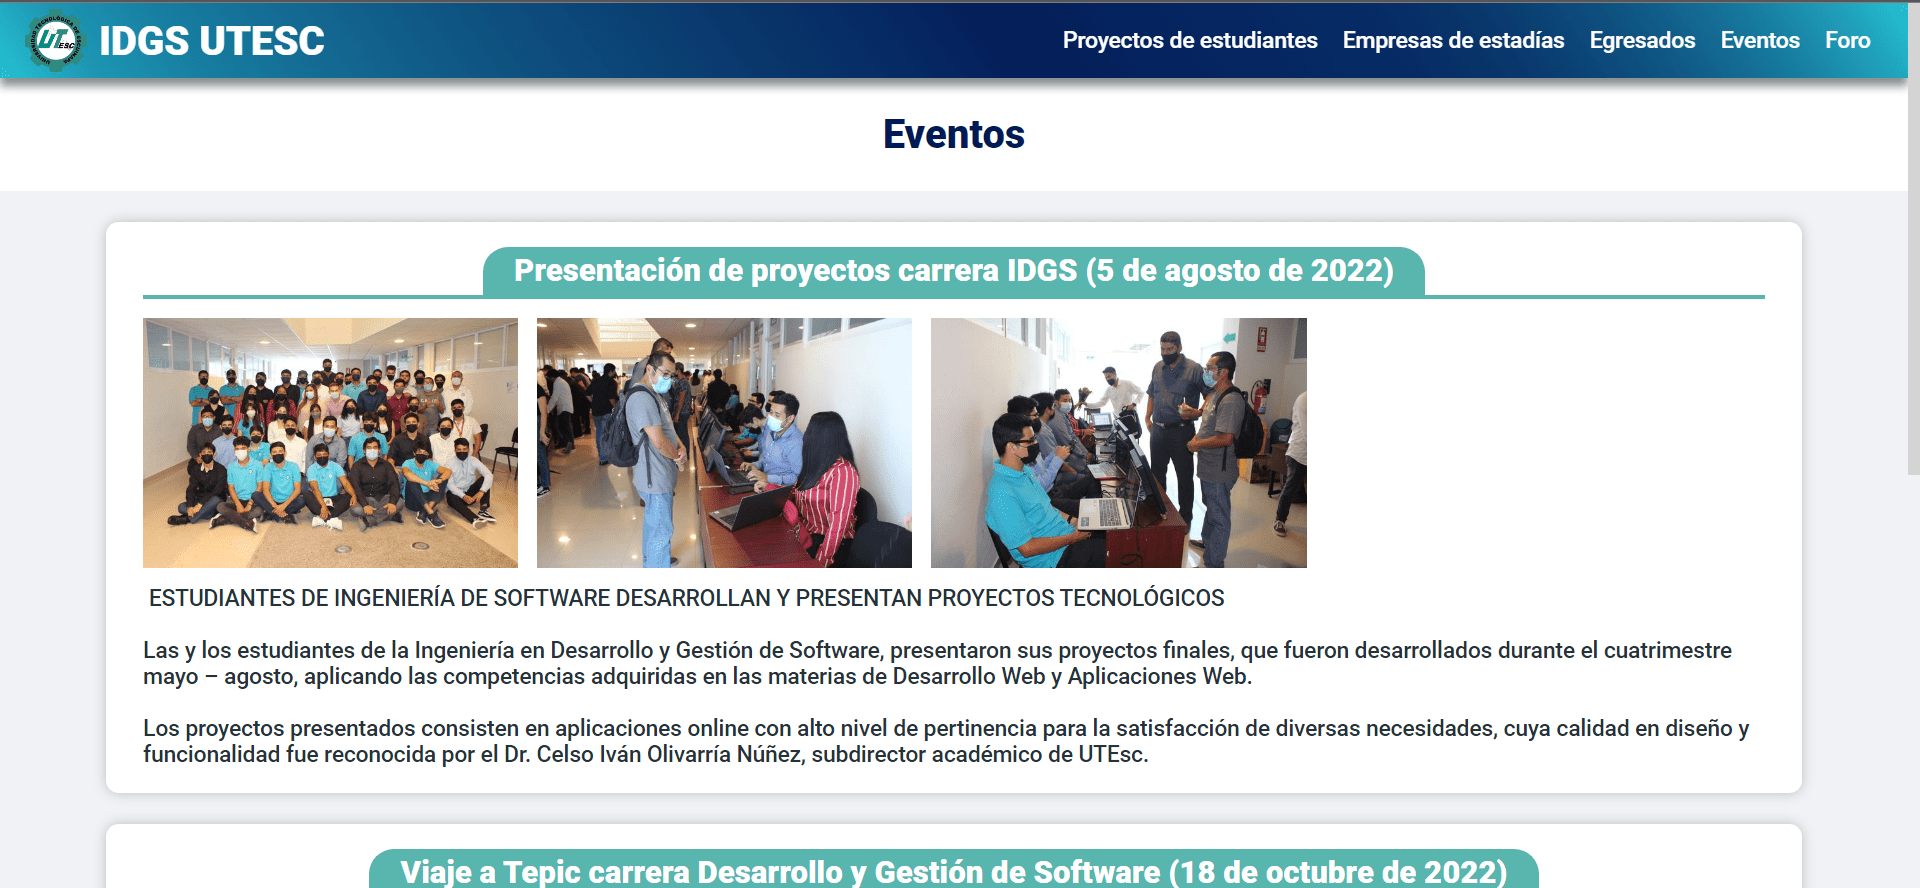 UTESC
IDGS UTESC
Proyectos de estudiantes
Empresas de estadías
Egresados
Eventos
Foro
Eventos
Presentación de proyectos carrera IDGS (5 de agosto de 2022)
ESTUDIANTES DE INGENIERÍA DE SOFTWARE DESARROLLAN Y PRESENTAN PROYECTOS TECNOLÓGICOS
Las y los estudiantes de la Ingeniería en Desarrollo y Gestión de Software, presentaron sus proyectos finales, que fueron desarrollados durante el cuatrimestre
mayo – agosto, aplicando las competencias adquiridas en las materias de Desarrollo Web y Aplicaciones Web.
Los proyectos presentados consisten en aplicaciones online con alto nivel de pertinencia para la satisfacción de diversas necesidades, cuya calidad en diseño y
funcionalidad fue reconocida por el Dr. Celso Iván Olivarría Núñez, subdirector académico de UTEsc.
Viaje a Tepic carrera Desarrollo y Gestión de Software (18 de octubre de 2022)